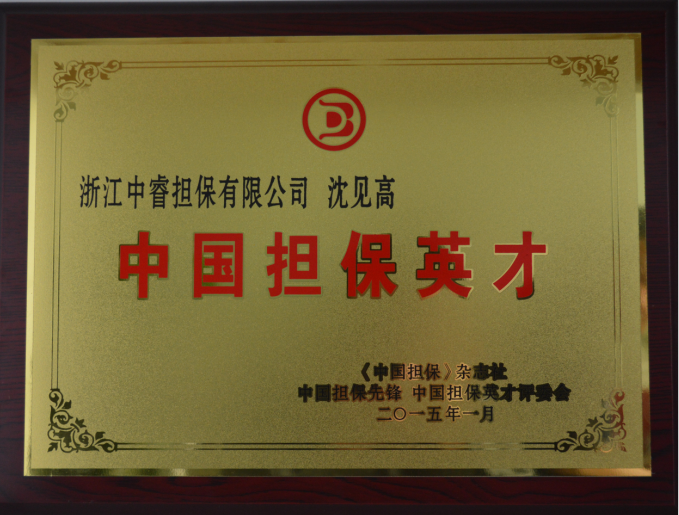 浙江中睿担保有限公司 沈见高
中国担保英才
《中国担保》杂志社
中国担保先锋 中国担保英才评委会
二〇一五年一月